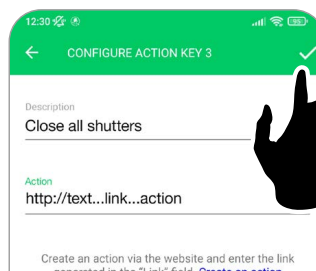 12:30
CONFIGURE ACTION KEY 3
Description
Close all shutters
Action
http://text...link...action
Create an action via the website and enter the link
generated in the "Link" field. Create an action